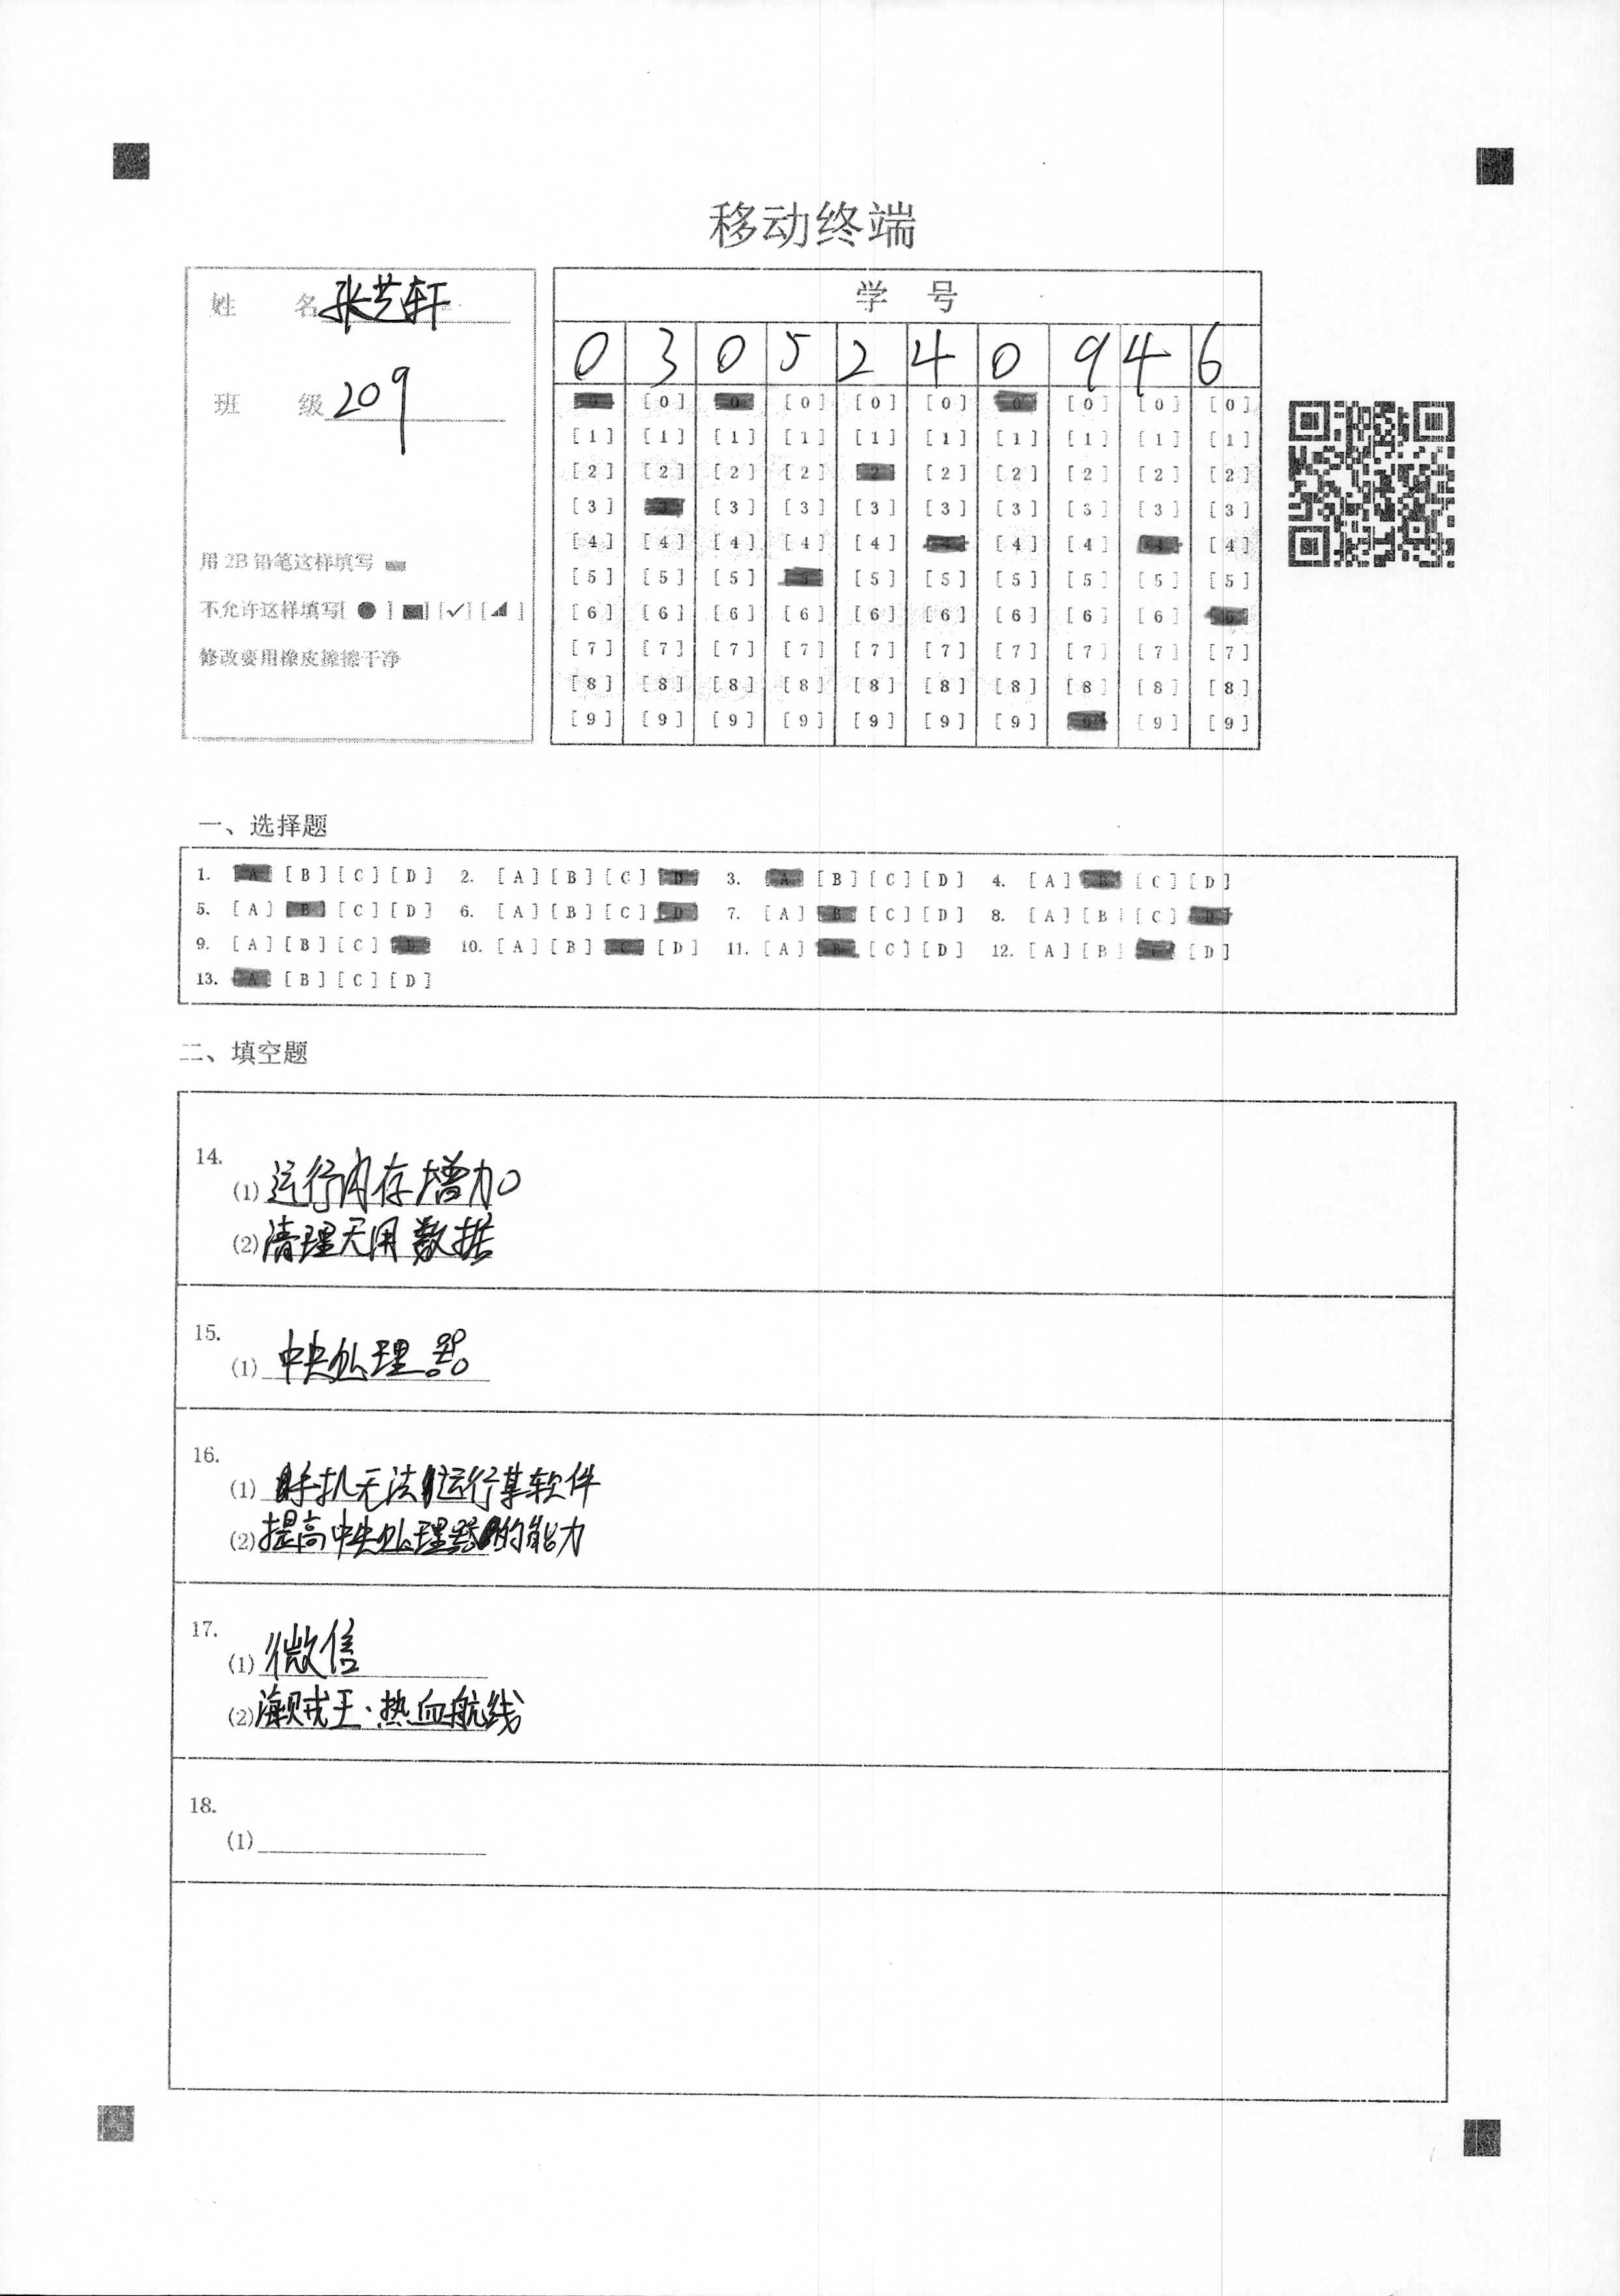 移动终端
姓 名 张艺轩
班 级 209
用 2B 铅笔这样填写
不允许这样填写[ ● ] [■] [✓] [◢ ]
修改要用橡皮擦擦干净
学 号
0 3 0 5 2 4 0 9 4 6
[0] [0] [0] [0] [0] [0] [0] [0] [0] [0]
[1] [1] [1] [1] [1] [1] [1] [1] [1] [1]
[2] [2] [2] [2] [2] [2] [2] [2] [2] [2]
[3] [3] [3] [3] [3] [3] [3] [3] [3] [3]
[4] [4] [4] [4] [4] [4] [4] [4] [4] [4]
[5] [5] [5] [5] [5] [5] [5] [5] [5] [5]
[6] [6] [6] [6] [6] [6] [6] [6] [6] [6]
[7] [7] [7] [7] [7] [7] [7] [7] [7] [7]
[8] [8] [8] [8] [8] [8] [8] [8] [8] [8]
[9] [9] [9] [9] [9] [9] [9] [9] [9] [9]
一、选择题
1. [A] [B] [C] [D] 2. [A] [B] [C] [D] 3. [A] [B] [C] [D] 4. [A] [B] [C] [D]
5. [A] [B] [C] [D] 6. [A] [B] [C] [D] 7. [A] [B] [C] [D] 8. [A] [B] [C] [D]
9. [A] [B] [C] [D] 10. [A] [B] [C] [D] 11. [A] [B] [C] [D] 12. [A] [B] [C] [D]
13. [A] [B] [C] [D]
二、填空题
14.
(1) 运行内存增加
(2) 清理无用数据
15.
(1) 中央处理器
16.
(1) 手机无法运行某软件
(2) 提高中央处理器的能力
17.
(1) 微信
(2) 海贼王·热血航线
18.
(1)